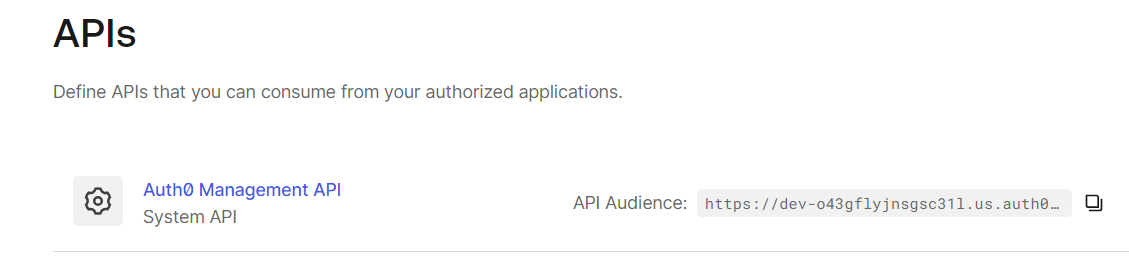 APIs
Define APIs that you can consume from your authorized applications.
Auth0 Management API
System API
API Audience: https://dev-o43gflyjnsgsc31l.us.auth0…